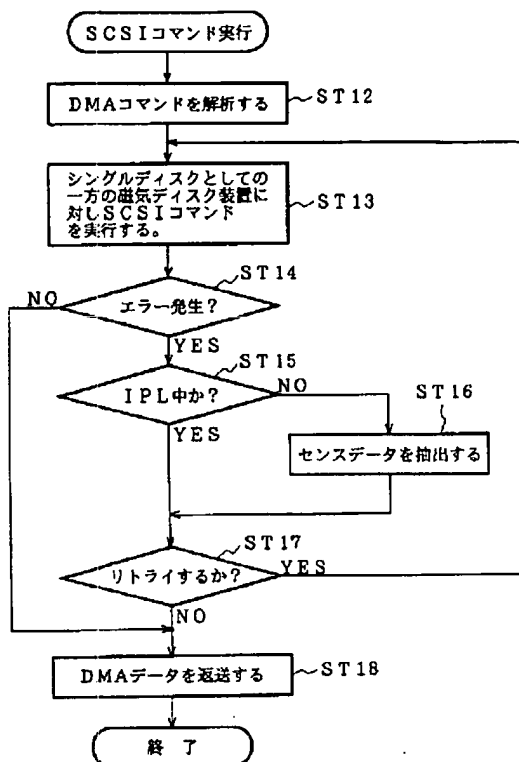 SCSIコマンド実行
DMAコマンドを解析する
ST12
シングルディスクとしての
一方の磁気ディスク装置に
対しSCSIコマンド
を実行する。
ST13
ST14
エラー発生?
NO
YES
ST15
IPL中か?
NO
YES
ST16
センスデータを抽出する
ST17
リトライするか?
YES
NO
DMAデータを返送する
ST18
終 了